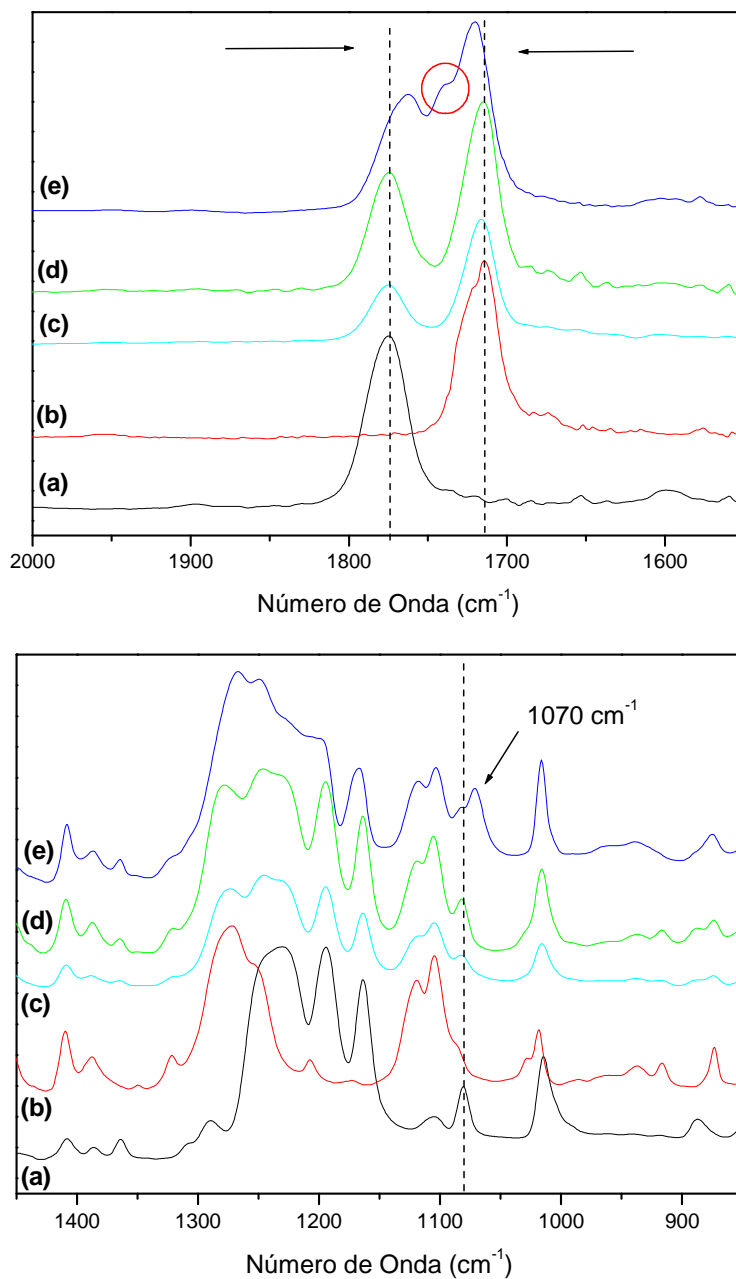 (e)
(d)
(c)
(b)
(a)
2000 1900 1800 1700 1600
Número de Onda (cm⁻¹)
1070 cm⁻¹
(e)
(d)
(c)
(b)
(a)
1400 1300 1200 1100 1000 900
Número de Onda (cm⁻¹)